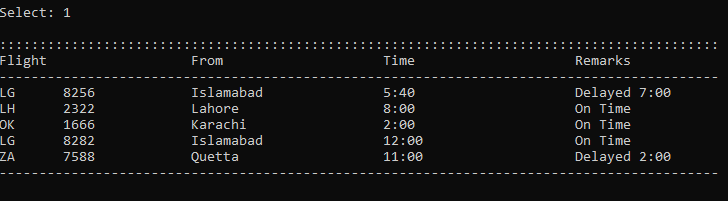 Select: 1
::::::::::::::::::::::::::::::::::::::::::::::::::::::::::::::::::::::::::::::::::::::::::
Flight From Time Remarks
------------------------------------------------------------------------------------------
LG 8256 Islamabad 5:40 Delayed 7:00
LH 2322 Lahore 8:00 On Time
OK 1666 Karachi 2:00 On Time
LG 8282 Islamabad 12:00 On Time
ZA 7588 Quetta 11:00 Delayed 2:00
------------------------------------------------------------------------------------------